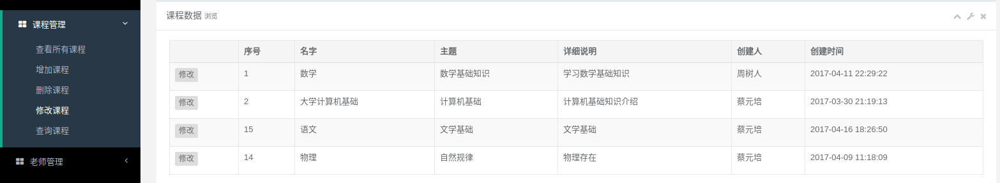 课程管理
查看所有课程
增加课程
删除课程
修改课程
查询课程
老师管理
课程数据 浏览
序号 名字 主题 详细说明 创建人 创建时间
修改 1 数学 数学基础知识 学习数学基础知识 周树人 2017-04-11 22:29:22
修改 2 大学计算机基础 计算机基础 计算机基础知识介绍 蔡元培 2017-03-30 21:19:13
修改 15 语文 文学基础 文学基础 蔡元培 2017-04-16 18:26:50
修改 14 物理 自然规律 物理存在 蔡元培 2017-04-09 11:18:09